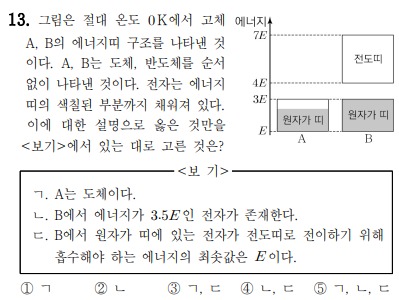 13. 그림은 절대 온도 0K에서 고체
A, B의 에너지띠 구조를 나타낸 것
이다. A, B는 도체, 반도체를 순서
없이 나타낸 것이다. 전자는 에너지
띠의 색칠된 부분까지 채워져 있다.
이에 대한 설명으로 옳은 것만을
<보기>에서 있는 대로 고른 것은?
에너지
7E
전도띠
4E
3E
원자가 띠 원자가 띠
E
A B
<보 기>
ㄱ. A는 도체이다.
ㄴ. B에서 에너지가 3.5E인 전자가 존재한다.
ㄷ. B에서 원자가 띠에 있는 전자가 전도띠로 전이하기 위해
흡수해야 하는 에너지의 최솟값은 E이다.
① ㄱ ② ㄴ ③ ㄱ, ㄷ ④ ㄴ, ㄷ ⑤ ㄱ, ㄴ, ㄷ